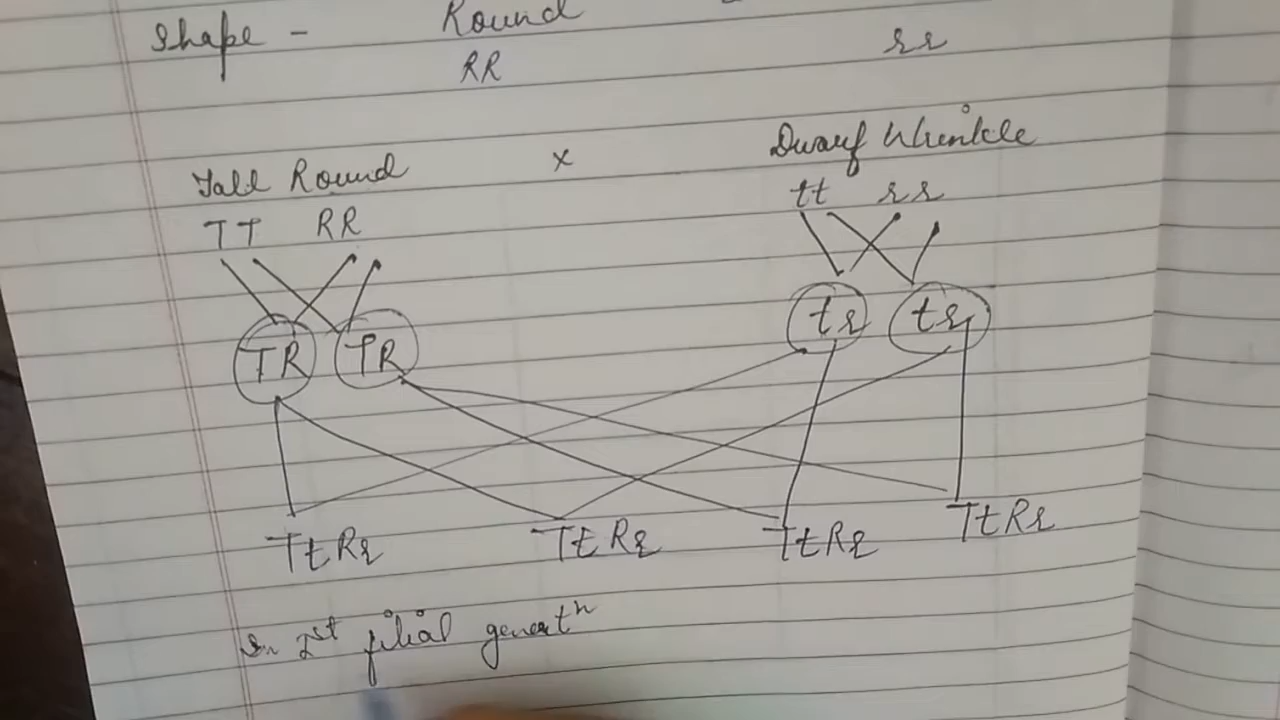 Shape - Round
RR rr
Tall Round x Dwarf Wrinkle
TT RR tt rr
TR TR tr tr
TtRr TtRr TtRr TtRr
In 1st filial generatn